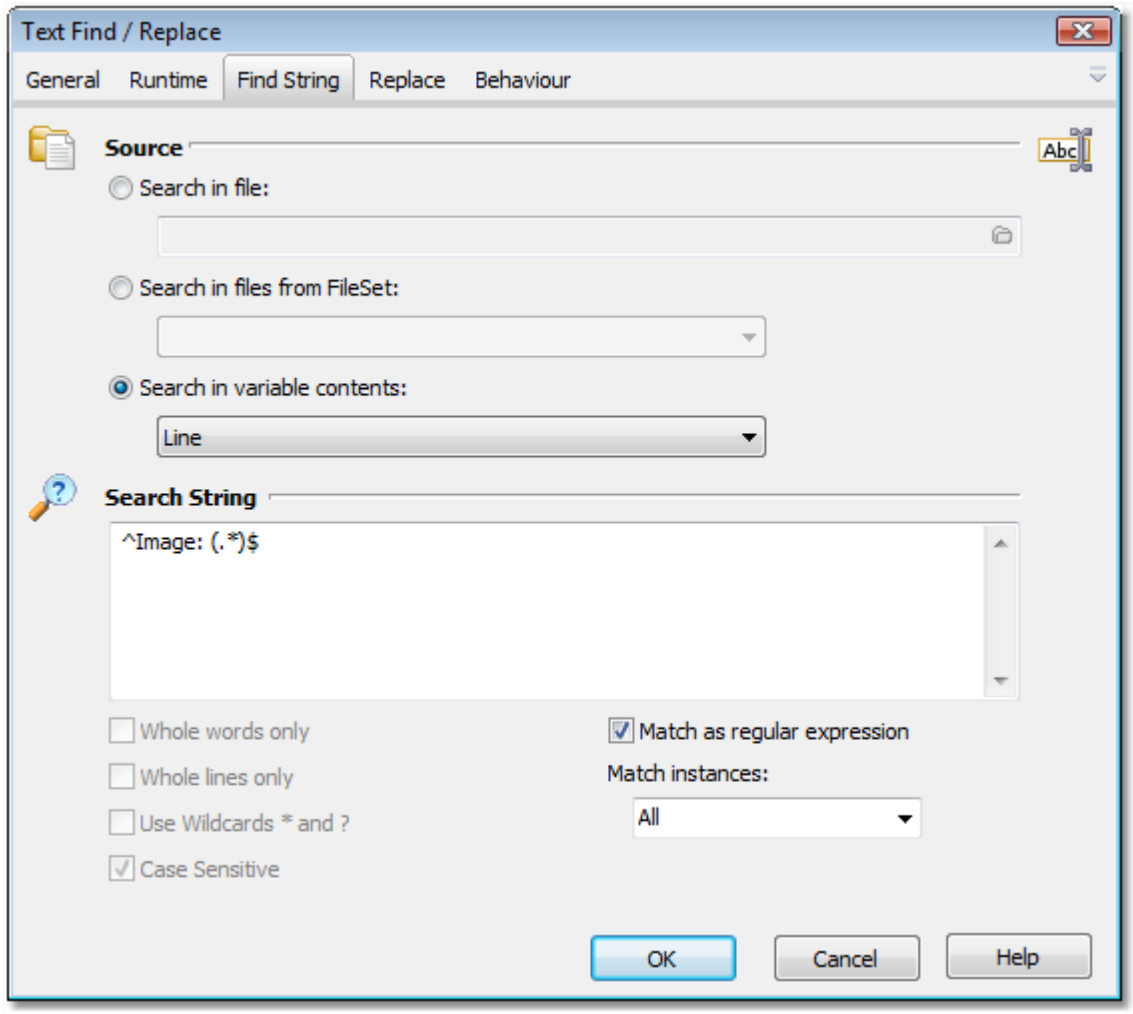 Text Find / Replace
General Runtime Find String Replace Behaviour
Source
Abc
Search in file:
Search in files from FileSet:
Search in variable contents:
Line
Search String
^Image: (.*)$
Whole words only
Match as regular expression
Whole lines only
Match instances:
Use Wildcards * and ?
All
Case Sensitive
OK Cancel Help